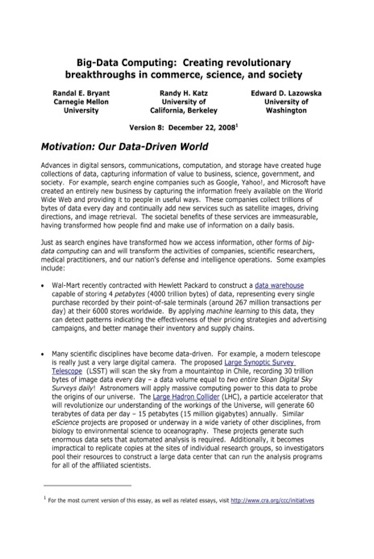 Big-Data Computing: Creating revolutionary
breakthroughs in commerce, science, and society
Randal E. Bryant
Carnegie Mellon
University
Randy H. Katz
University of
California, Berkeley
Edward D. Lazowska
University of
Washington
Version 8: December 22, 2008¹
Motivation: Our Data-Driven World
Advances in digital sensors, communications, computation, and storage have created huge
collections of data, capturing information of value to business, science, government, and
society. For example, search engine companies such as Google, Yahoo!, and Microsoft have
created an entirely new business by capturing the information freely available on the World
Wide Web and providing it to people in useful ways. These companies collect trillions of
bytes of data every day and continually add new services such as satellite images, driving
directions, and image retrieval. The societal benefits of these services are immeasurable,
having transformed how people find and make use of information on a daily basis.
Just as search engines have transformed how we access information, other forms of big-
data computing can and will transform the activities of companies, scientific researchers,
medical practitioners, and our nation's defense and intelligence operations. Some examples
include:
• Wal-Mart recently contracted with Hewlett Packard to construct a data warehouse
capable of storing 4 petabytes (4000 trillion bytes) of data, representing every single
purchase recorded by their point-of-sale terminals (around 267 million transactions per
day) at their 6000 stores worldwide. By applying machine learning to this data, they
can detect patterns indicating the effectiveness of their pricing strategies and advertising
campaigns, and better manage their inventory and supply chains.
• Many scientific disciplines have become data-driven. For example, a modern telescope
is really just a very large digital camera. The proposed Large Synoptic Survey
Telescope (LSST) will scan the sky from a mountaintop in Chile, recording 30 trillion
bytes of image data every day – a data volume equal to two entire Sloan Digital Sky
Surveys daily! Astronomers will apply massive computing power to this data to probe
the origins of our universe. The Large Hadron Collider (LHC), a particle accelerator that
will revolutionize our understanding of the workings of the Universe, will generate 60
terabytes of data per day – 15 petabytes (15 million gigabytes) annually. Similar
eScience projects are proposed or underway in a wide variety of other disciplines, from
biology to environmental science to oceanography. These projects generate such
enormous data sets that automated analysis is required. Additionally, it becomes
impractical to replicate copies at the sites of individual research groups, so investigators
pool their resources to construct a large data center that can run the analysis programs
for all of the affiliated scientists.
¹ For the most current version of this essay, as well as related essays, visit http://www.cra.org/ccc/initiatives